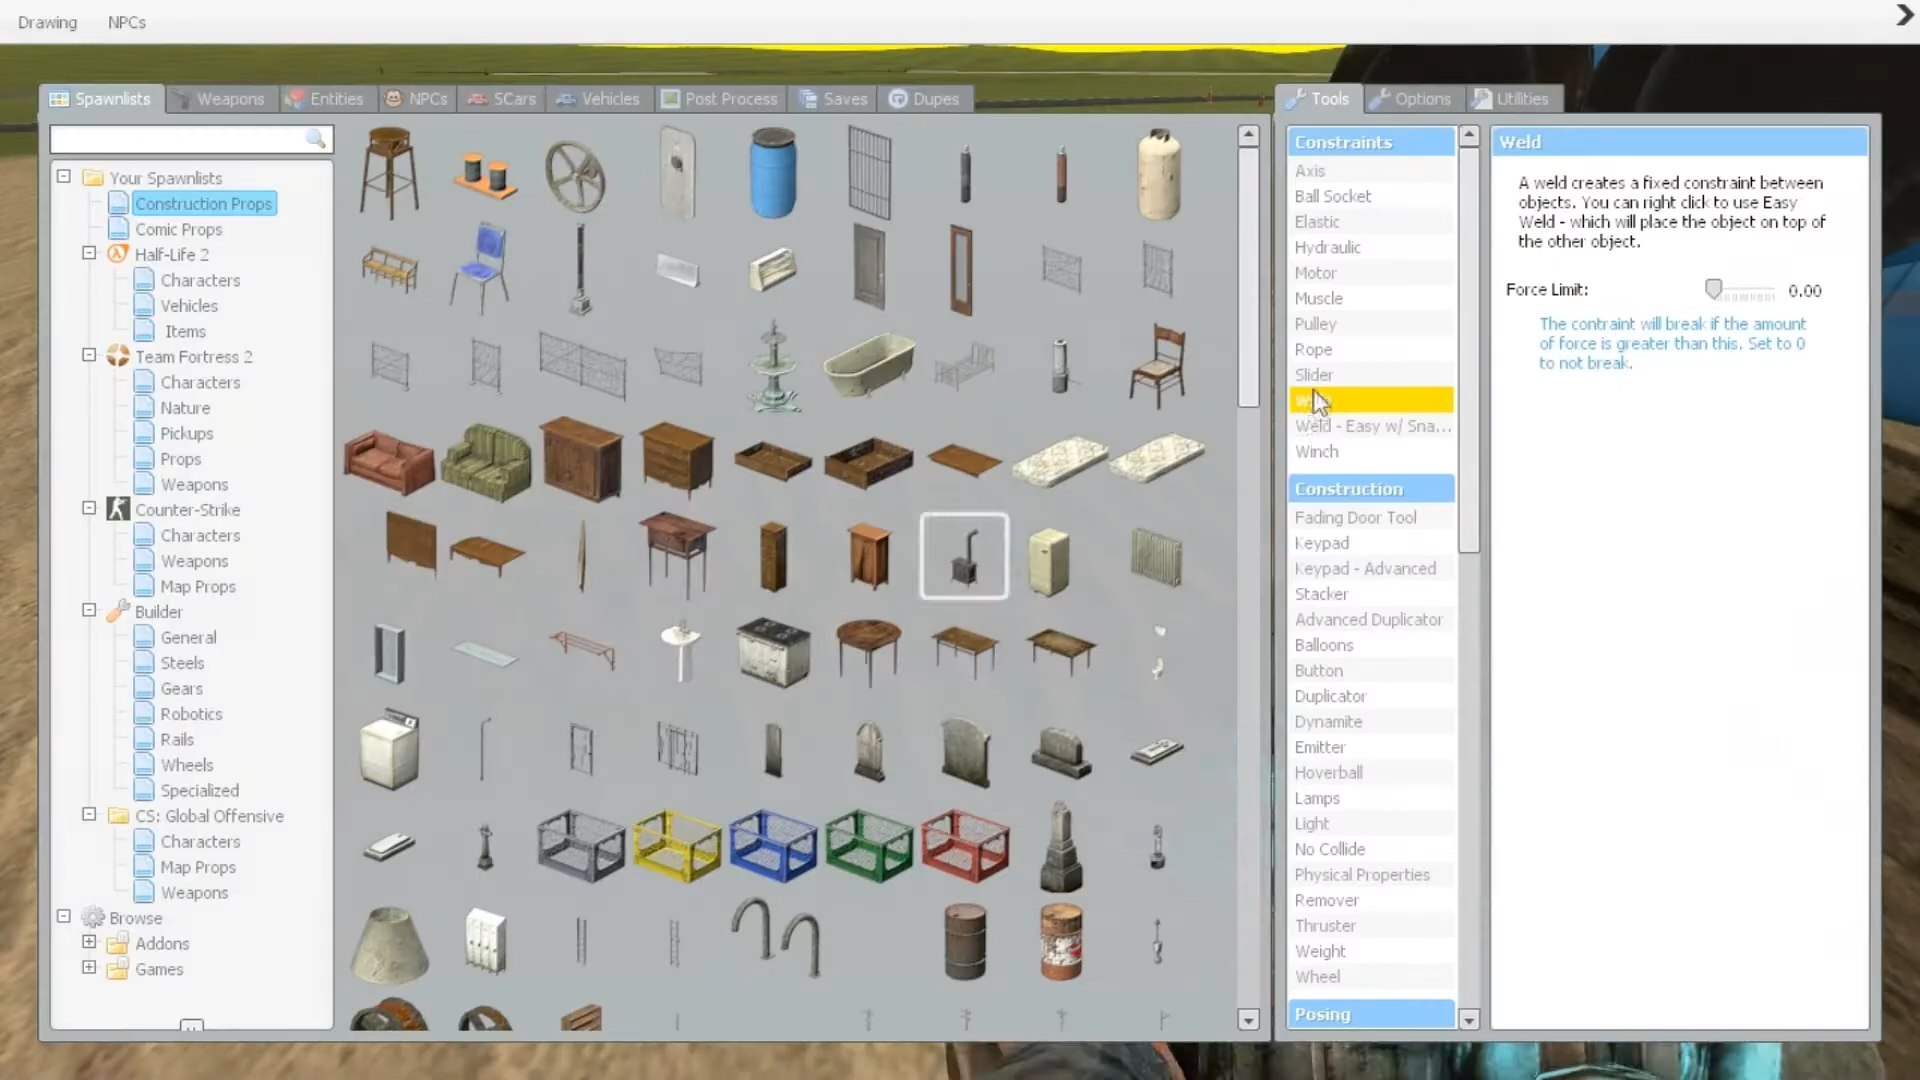 Drawing NPCs
Spawnlists Weapons Entities NPCs SCars Vehicles Post Process Saves Dupes
Your Spawnlists
Construction Props
Comic Props
Half-Life 2
Characters
Vehicles
Items
Team Fortress 2
Characters
Nature
Pickups
Props
Weapons
Counter-Strike
Characters
Weapons
Map Props
Builder
General
Steels
Gears
Robotics
Rails
Wheels
Specialized
CS: Global Offensive
Characters
Map Props
Weapons
Browse
Addons
Games
Tools Options Utilities
Constraints
Axis
Ball Socket
Elastic
Hydraulic
Motor
Muscle
Pulley
Rope
Slider
Weld - Easy w/ Sna...
Winch
Construction
Fading Door Tool
Keypad
Keypad - Advanced
Stacker
Advanced Duplicator
Balloons
Button
Duplicator
Dynamite
Emitter
Hoverball
Lamps
Light
No Collide
Physical Properties
Remover
Thruster
Weight
Wheel
Posing
Weld
A weld creates a fixed constraint between
objects. You can right click to use Easy
Weld - which will place the object on top of
the other object.
Force Limit: 0.00
The contraint will break if the amount
of force is greater than this. Set to 0
to not break.